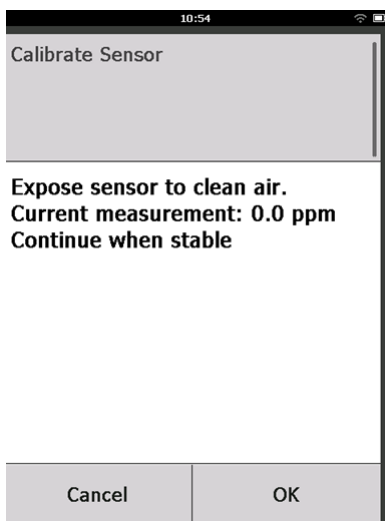 10:54
Calibrate Sensor
Expose sensor to clean air.
Current measurement: 0.0 ppm
Continue when stable
Cancel
OK